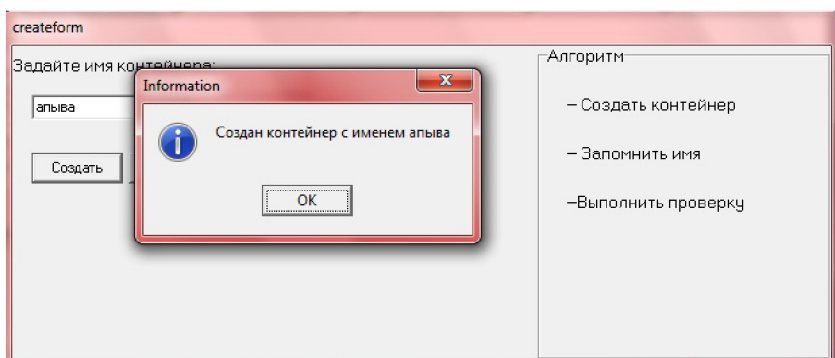 createform
Задайте имя контейнера:
апыва
Создать
Information
Создан контейнер с именем апыва
OK
Алгоритм
– Создать контейнер
– Запомнить имя
–Выполнить проверку